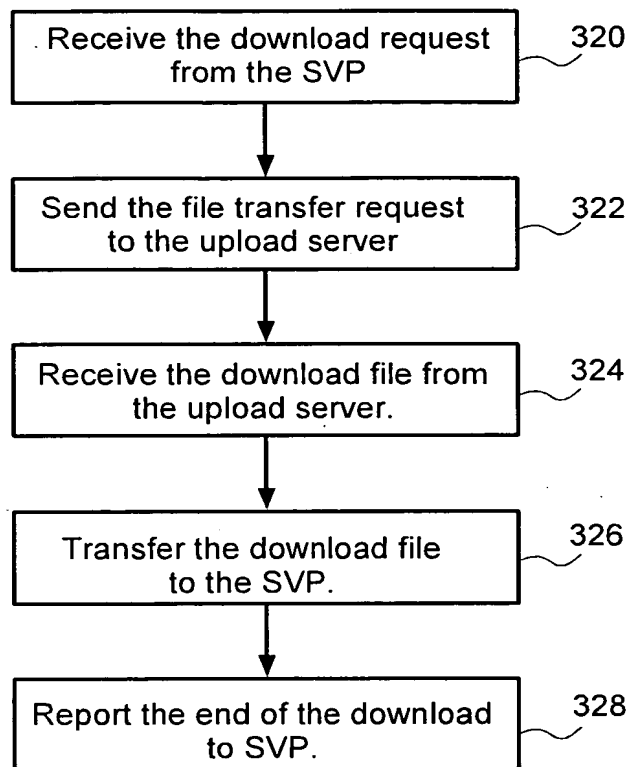 Receive the download request
from the SVP
320
Send the file transfer request
to the upload server
322
Receive the download file from
the upload server.
324
Transfer the download file
to the SVP.
326
Report the end of the download
to SVP.
328